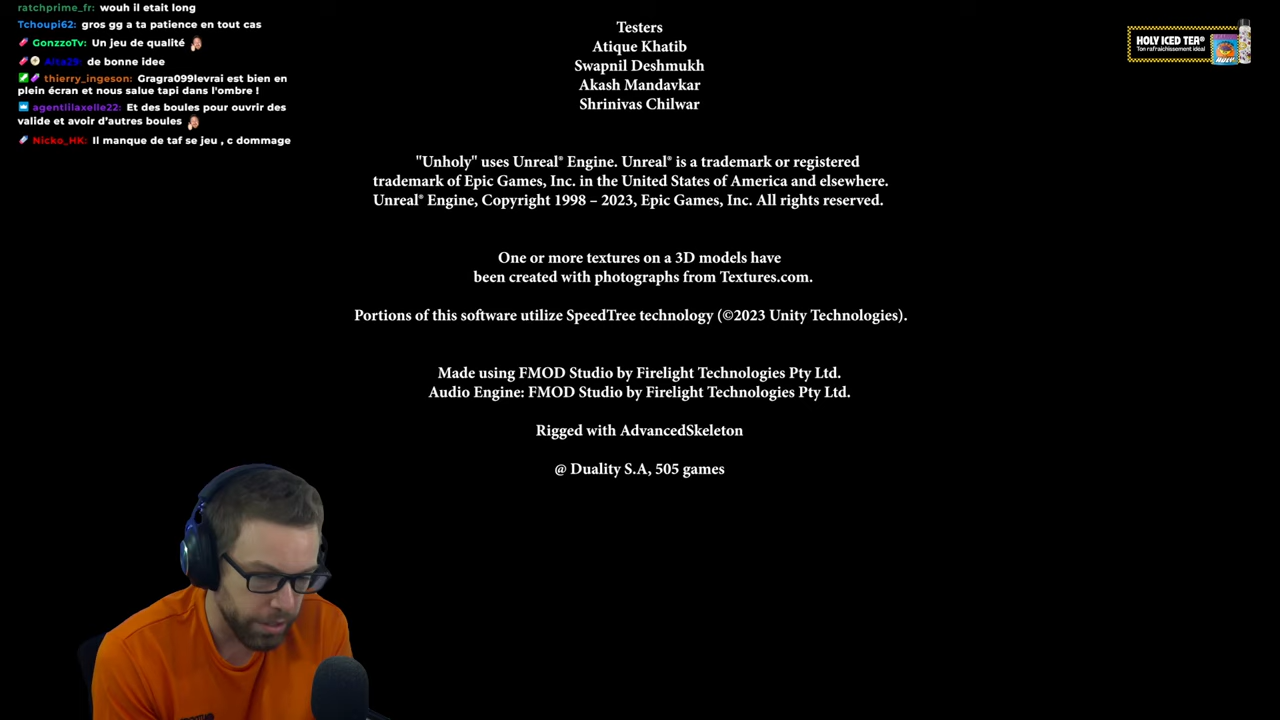 ratchprime_fr: wouh il etait long
Tchoupi62: gros gg a ta patience en tout cas
GonzzoTv: Un jeu de qualité
de bonne idee
thierry_ingeson: Gragra099levrai est bien en
plein écran et nous salue tapi dans l'ombre !
agentlilaxelle22: Et des boules pour ouvrir des
valide et avoir d'autres boules
Nicko_HK: Il manque de taf se jeu , c dommage
HOLY ICED TEA®
Ton rafraichissement idéal
Testers
Atique Khatib
Swapnil Deshmukh
Akash Mandavkar
Shrinivas Chilwar
"Unholy" uses Unreal® Engine. Unreal® is a trademark or registered
trademark of Epic Games, Inc. in the United States of America and elsewhere.
Unreal® Engine, Copyright 1998 – 2023, Epic Games, Inc. All rights reserved.
One or more textures on a 3D models have
been created with photographs from Textures.com.
Portions of this software utilize SpeedTree technology (©2023 Unity Technologies).
Made using FMOD Studio by Firelight Technologies Pty Ltd.
Audio Engine: FMOD Studio by Firelight Technologies Pty Ltd.
Rigged with AdvancedSkeleton
@ Duality S.A, 505 games